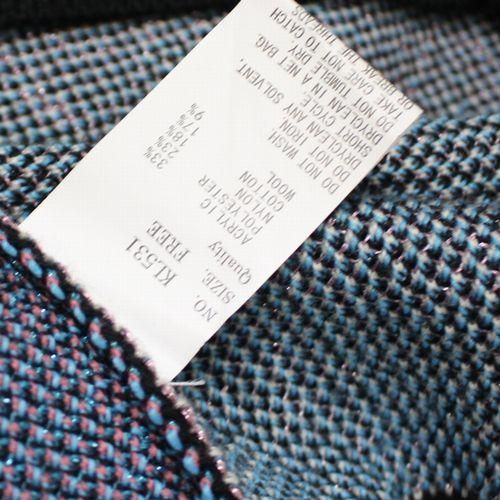 NO. KL531
SIZE, FREE
Quality
ACRYLIC 33%
POLYESTER 23%
NYLON 18%
COTTON 17%
WOOL 9%
DO NOT WASH
DO NOT IRON
DRYCLEAN ANY SOLVENT,
SHORT CYCLE
DRYCLEAN IN A NET BAG,
DO NOT TUMBLE DRY
TAKE CARE NOT TO CATCH
OR BREAK THE THREADS